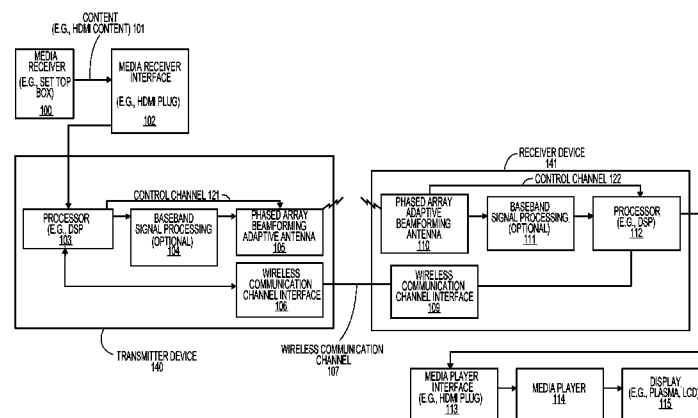 CONTENT
(E.G., HDMI CONTENT) 101
MEDIA
RECEIVER
(E.G., SET TOP
BOX)
100
MEDIA RECEIVER
INTERFACE
(E.G., HDMI PLUG)
102
RECEIVER DEVICE
141
CONTROL CHANNEL 121
CONTROL CHANNEL 122
PROCESSOR
(E.G., DSP
103
BASEBAND
SIGNAL PROCESSING
(OPTIONAL)
104
PHASED ARRAY
BEAMFORMING
ADAPTIVE ANTENNA
105
PHASED ARRAY
ADAPTIVE
BEAMFORMING
ANTENNA
110
BASEBAND
SIGNAL PROCESSING
(OPTIONAL)
111
PROCESSOR
(E.G., DSP)
112
WIRELESS
COMMUNICATION
CHANNEL INTERFACE
106
WIRELESS
COMMUNICATION
CHANNEL INTERFACE
109
TRANSMITTER DEVICE
140
WIRELESS COMMUNICATION
CHANNEL
107
MEDIA PLAYER
INTERFACE
(E.G., HDMI PLUG)
113
MEDIA PLAYER
114
DISPLAY
(E.G., PLASMA, LCD)
115